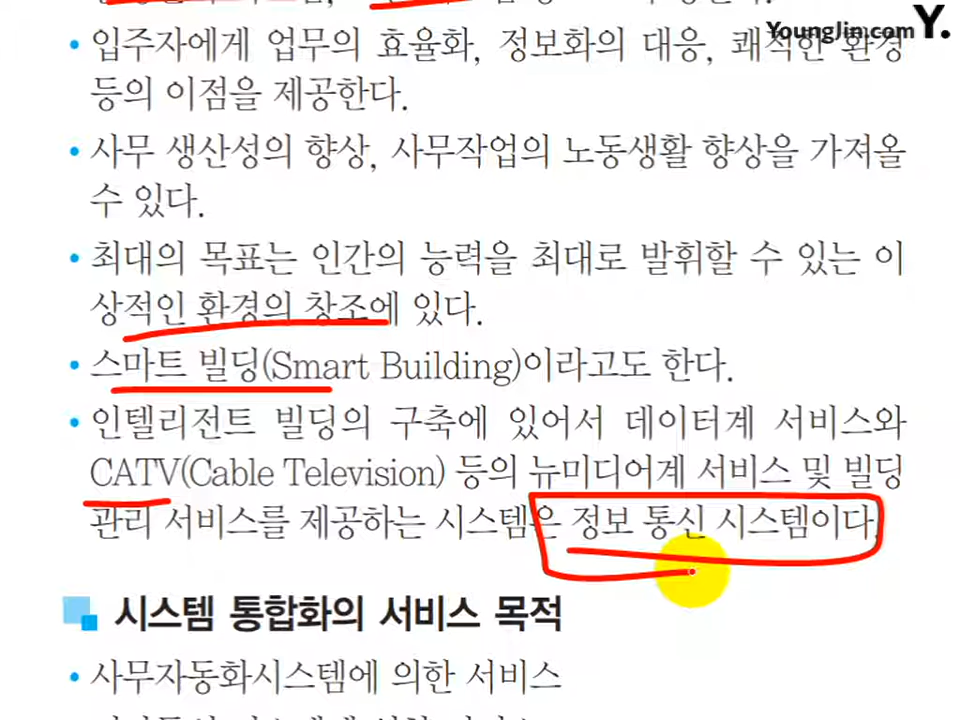 YoungJin.com Y.
• 입주자에게 업무의 효율화, 정보화의 대응, 쾌적한 환경
등의 이점을 제공한다.
• 사무 생산성의 향상, 사무작업의 노동생활 향상을 가져올
수 있다.
• 최대의 목표는 인간의 능력을 최대로 발휘할 수 있는 이
상적인 환경의 창조에 있다.
• 스마트 빌딩(Smart Building)이라고도 한다.
• 인텔리전트 빌딩의 구축에 있어서 데이터계 서비스와
CATV(Cable Television) 등의 뉴미디어계 서비스 및 빌딩
관리 서비스를 제공하는 시스템은 정보 통신 시스템이다.
시스템 통합화의 서비스 목적
• 사무자동화시스템에 의한 서비스